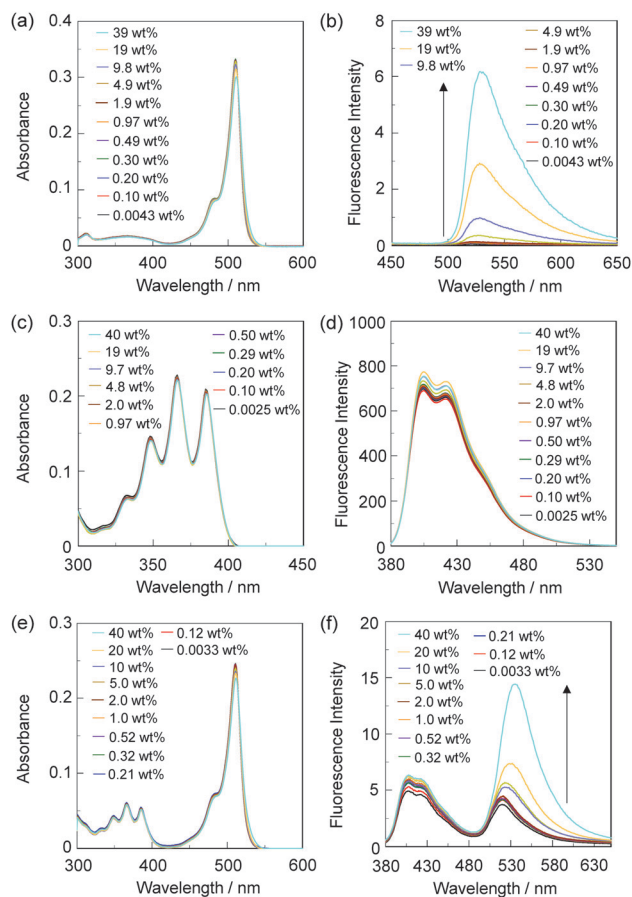 (a)
39 wt%
19 wt%
9.8 wt%
4.9 wt%
1.9 wt%
0.97 wt%
0.49 wt%
0.30 wt%
0.20 wt%
0.10 wt%
0.0043 wt%
Absorbance
0.4
0.3
0.2
0.1
0
300 400 500 600
Wavelength / nm
(b)
39 wt%
19 wt%
9.8 wt%
4.9 wt%
1.9 wt%
0.97 wt%
0.49 wt%
0.30 wt%
0.20 wt%
0.10 wt%
0.0043 wt%
Fluorescence Intensity
8
6
4
2
0
450 500 550 600 650
Wavelength / nm
(c)
40 wt%
19 wt%
9.7 wt%
4.8 wt%
2.0 wt%
0.97 wt%
0.50 wt%
0.29 wt%
0.20 wt%
0.10 wt%
0.0025 wt%
Absorbance
0.3
0.2
0.1
0
300 350 400 450
Wavelength / nm
(d)
40 wt%
19 wt%
9.7 wt%
4.8 wt%
2.0 wt%
0.97 wt%
0.50 wt%
0.29 wt%
0.20 wt%
0.10 wt%
0.0025 wt%
Fluorescence Intensity
1000
800
600
400
200
0
380 430 480 530
Wavelength / nm
(e)
40 wt%
20 wt%
10 wt%
5.0 wt%
2.0 wt%
1.0 wt%
0.52 wt%
0.32 wt%
0.21 wt%
0.12 wt%
0.0033 wt%
Absorbance
0.3
0.2
0.1
0
300 400 500 600
Wavelength / nm
(f)
40 wt%
20 wt%
10 wt%
5.0 wt%
2.0 wt%
1.0 wt%
0.52 wt%
0.32 wt%
0.21 wt%
0.12 wt%
0.0033 wt%
Fluorescence Intensity
20
15
10
5
0
380 430 480 530 580 630
Wavelength / nm